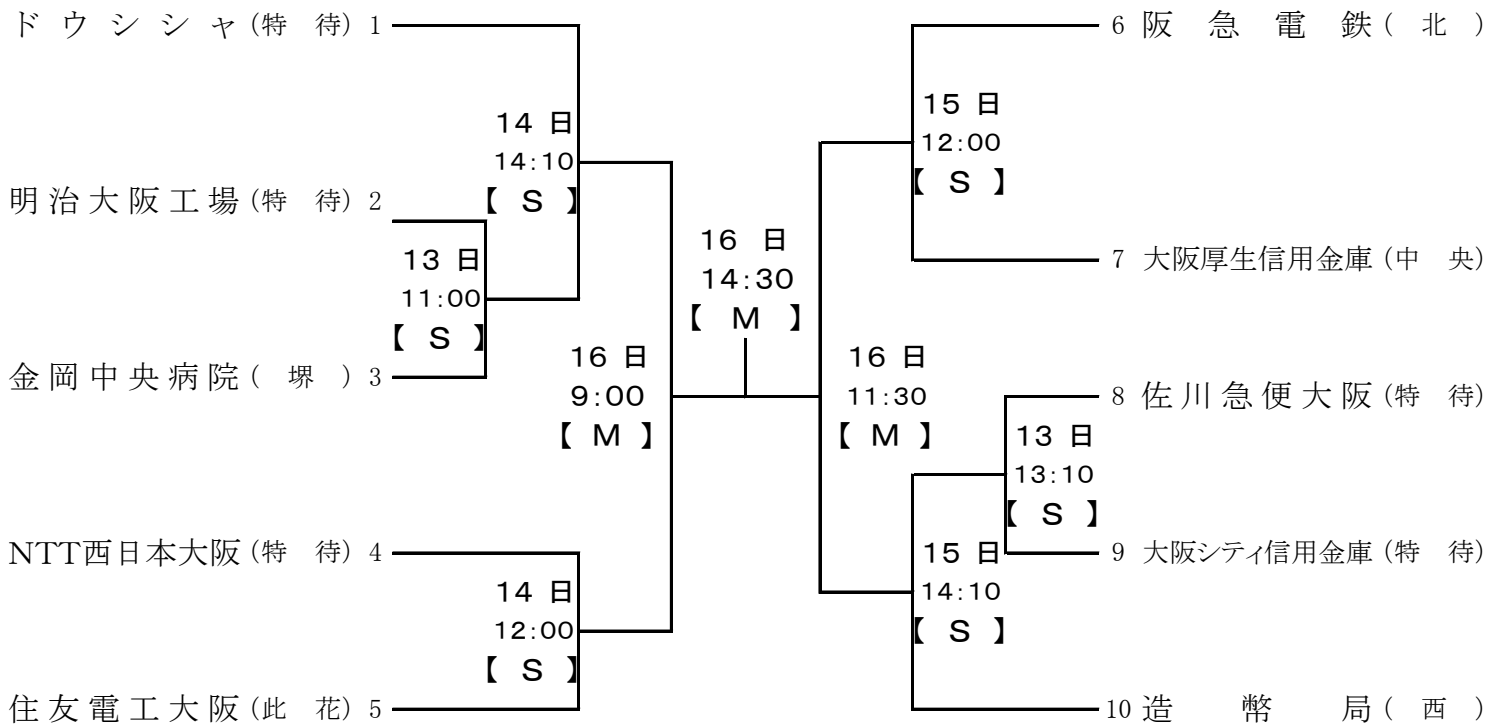 ドウシシャ(特 待) 1
14 日
14:10
【 S 】
明治大阪工場(特 待) 2
13 日
11:00
【 S 】
金岡中央病院( 堺 ) 3
16 日
9:00
【 M 】
NTT西日本大阪(特 待) 4
14 日
12:00
【 S 】
住友電工大阪(此 花) 5
16 日
14:30
【 M 】
6 阪急電鉄( 北 )
15 日
12:00
【 S 】
7 大阪厚生信用金庫(中 央)
16 日
11:30
【 M 】
8 佐川急便大阪(特 待)
13 日
13:10
【 S 】
9 大阪シティ信用金庫(特 待)
15 日
14:10
【 S 】
10 造幣局( 西 )